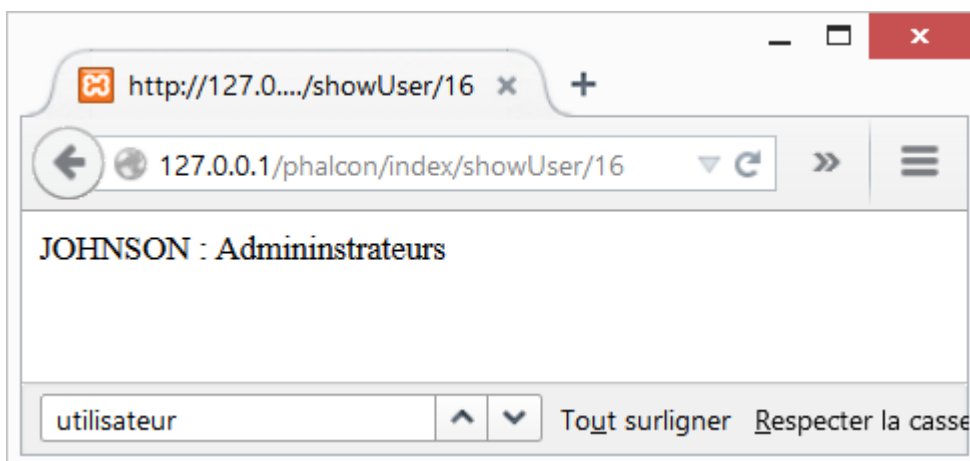 http://127.0..../showUser/16
127.0.0.1/phalcon/index/showUser/16
JOHNSON : Admininstrateurs
utilisateur Tout surligner Respecter la casse